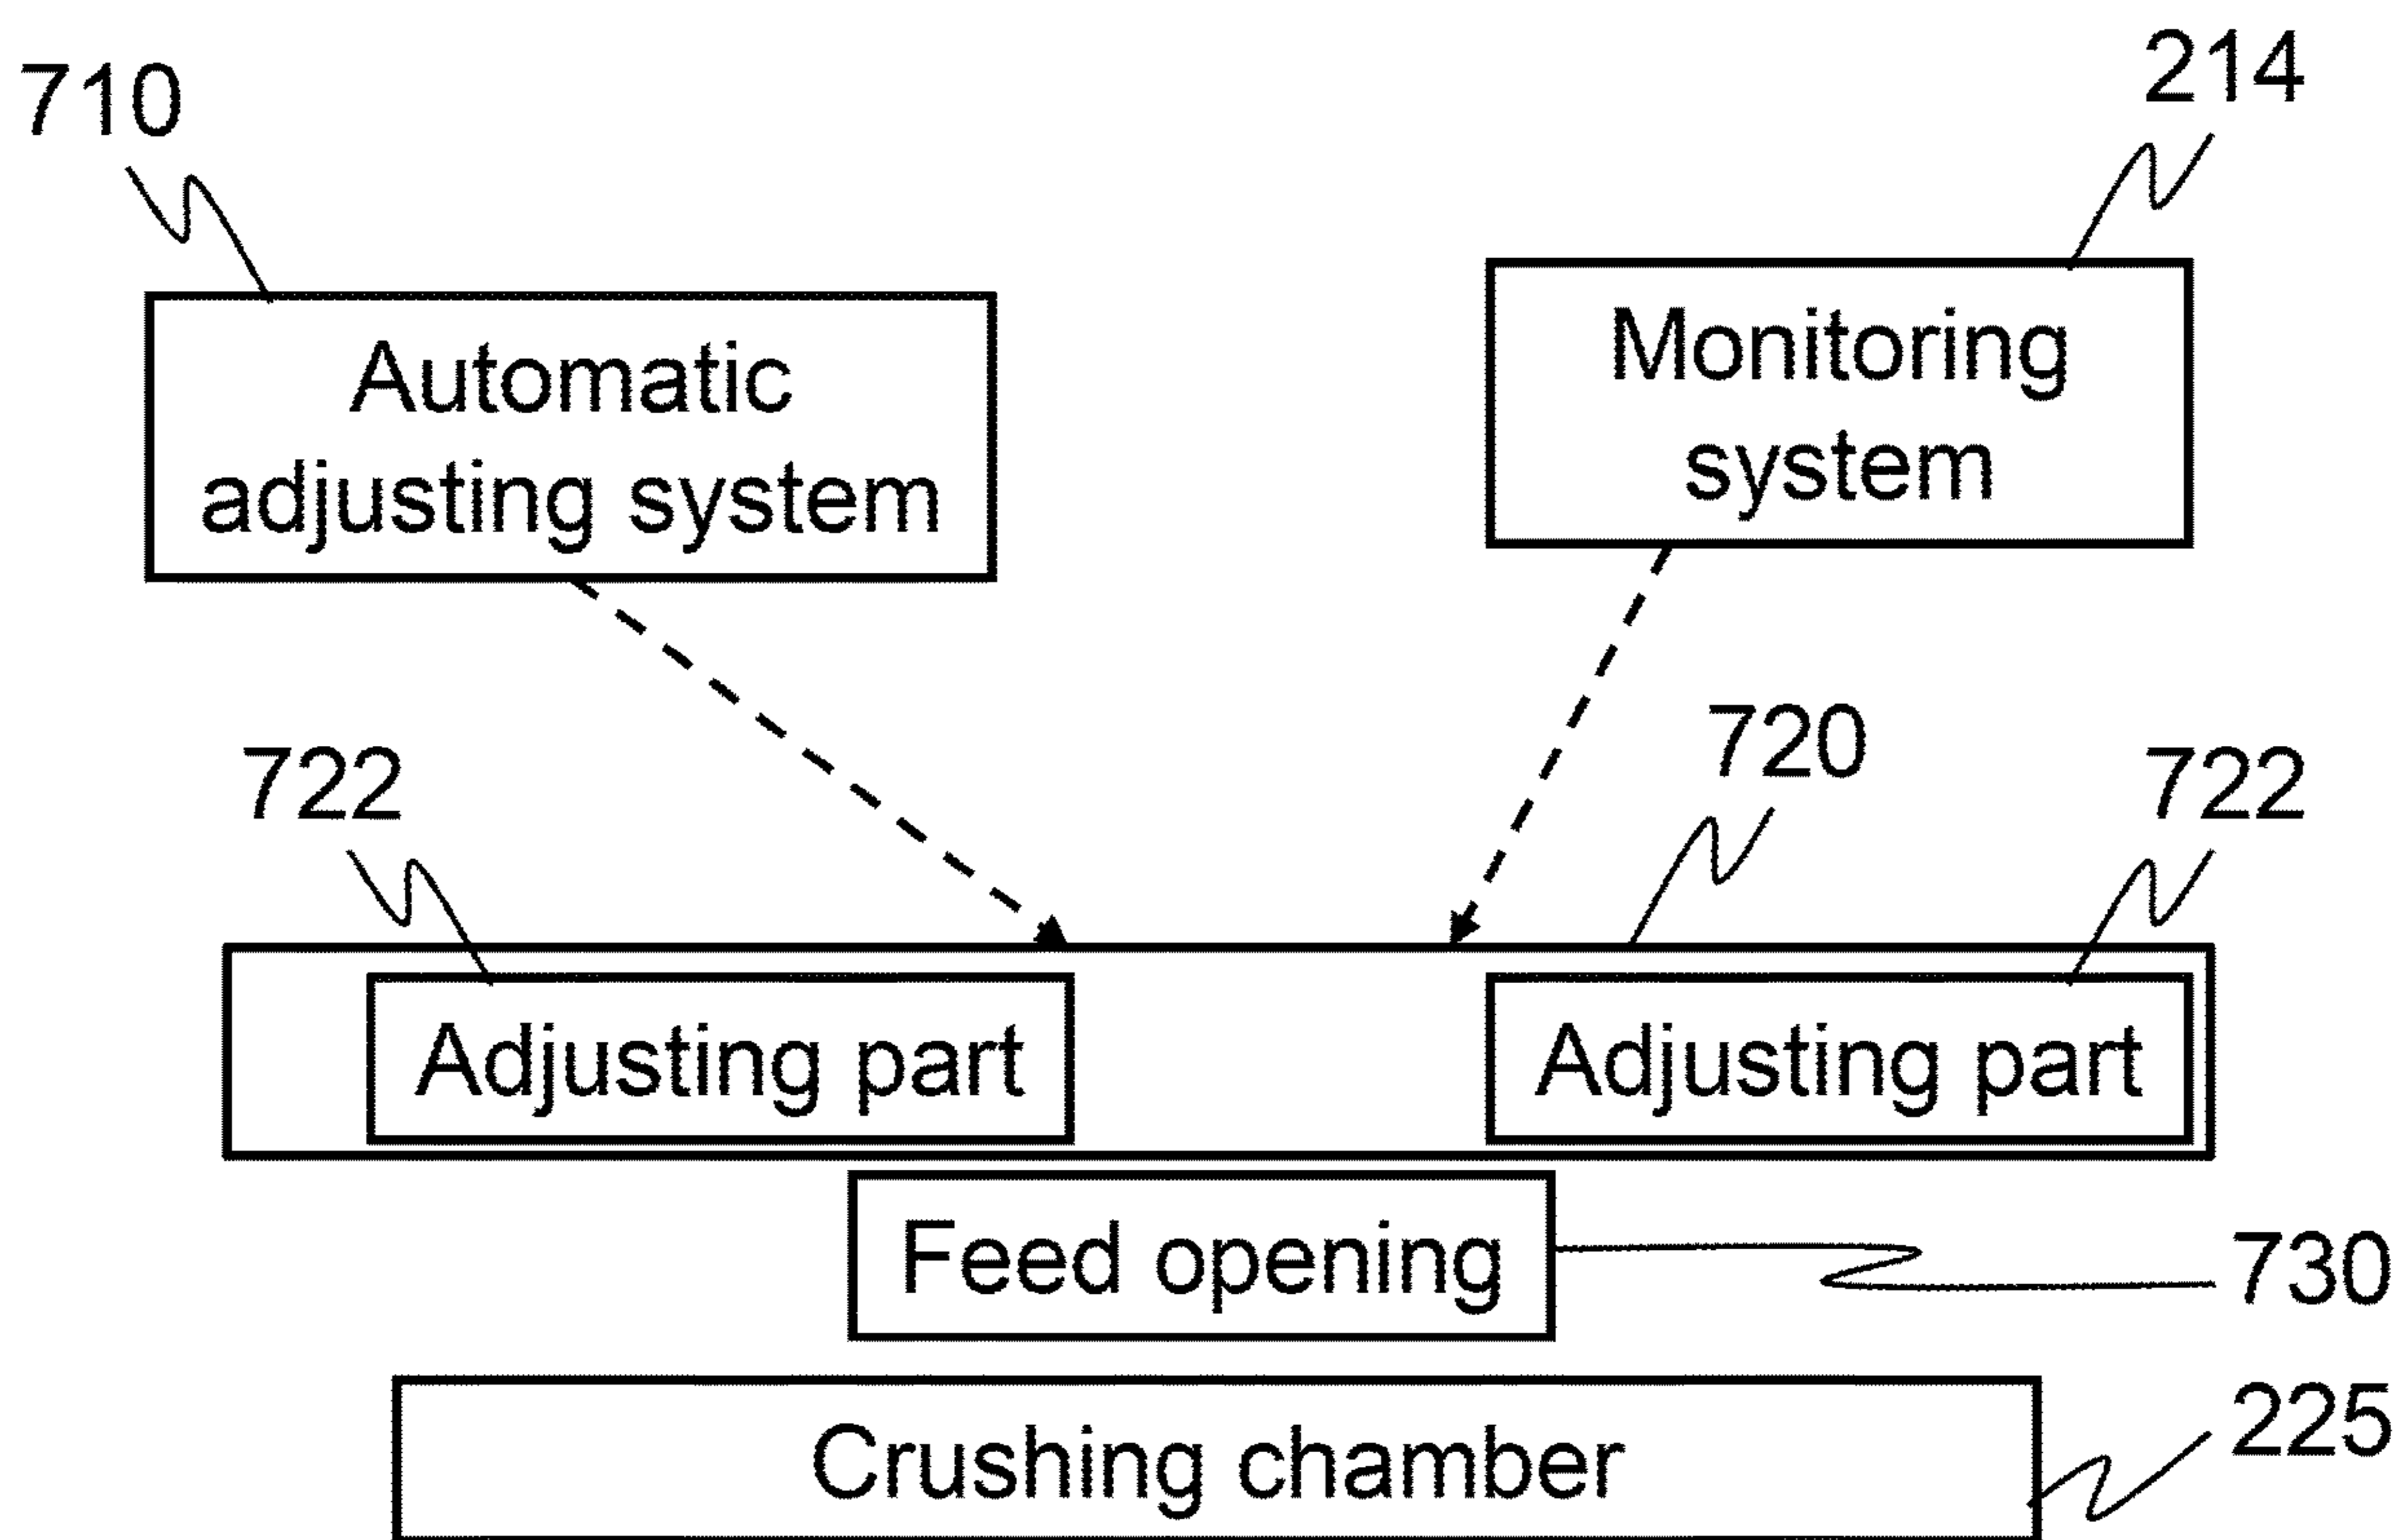 710
214
Automatic
adjusting system
Monitoring
system
722
720
722
Adjusting part
Adjusting part
Feed opening
730
Crushing chamber
225